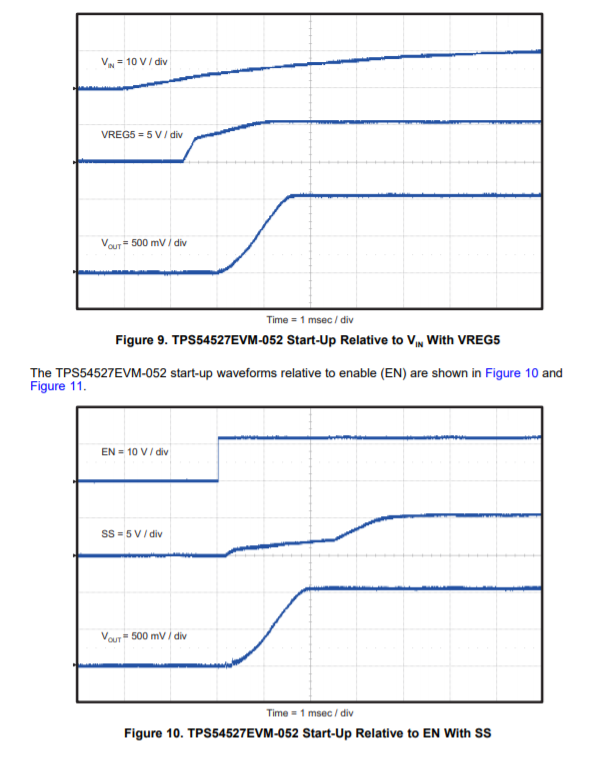 VIN = 10 V / div
VREG5 = 5 V / div
VOUT = 500 mV / div
Time = 1 msec / div
Figure 9. TPS54527EVM-052 Start-Up Relative to VIN With VREG5
The TPS54527EVM-052 start-up waveforms relative to enable (EN) are shown in Figure 10 and
Figure 11.
EN = 10 V / div
SS = 5 V / div
VOUT = 500 mV / div
Time = 1 msec / div
Figure 10. TPS54527EVM-052 Start-Up Relative to EN With SS